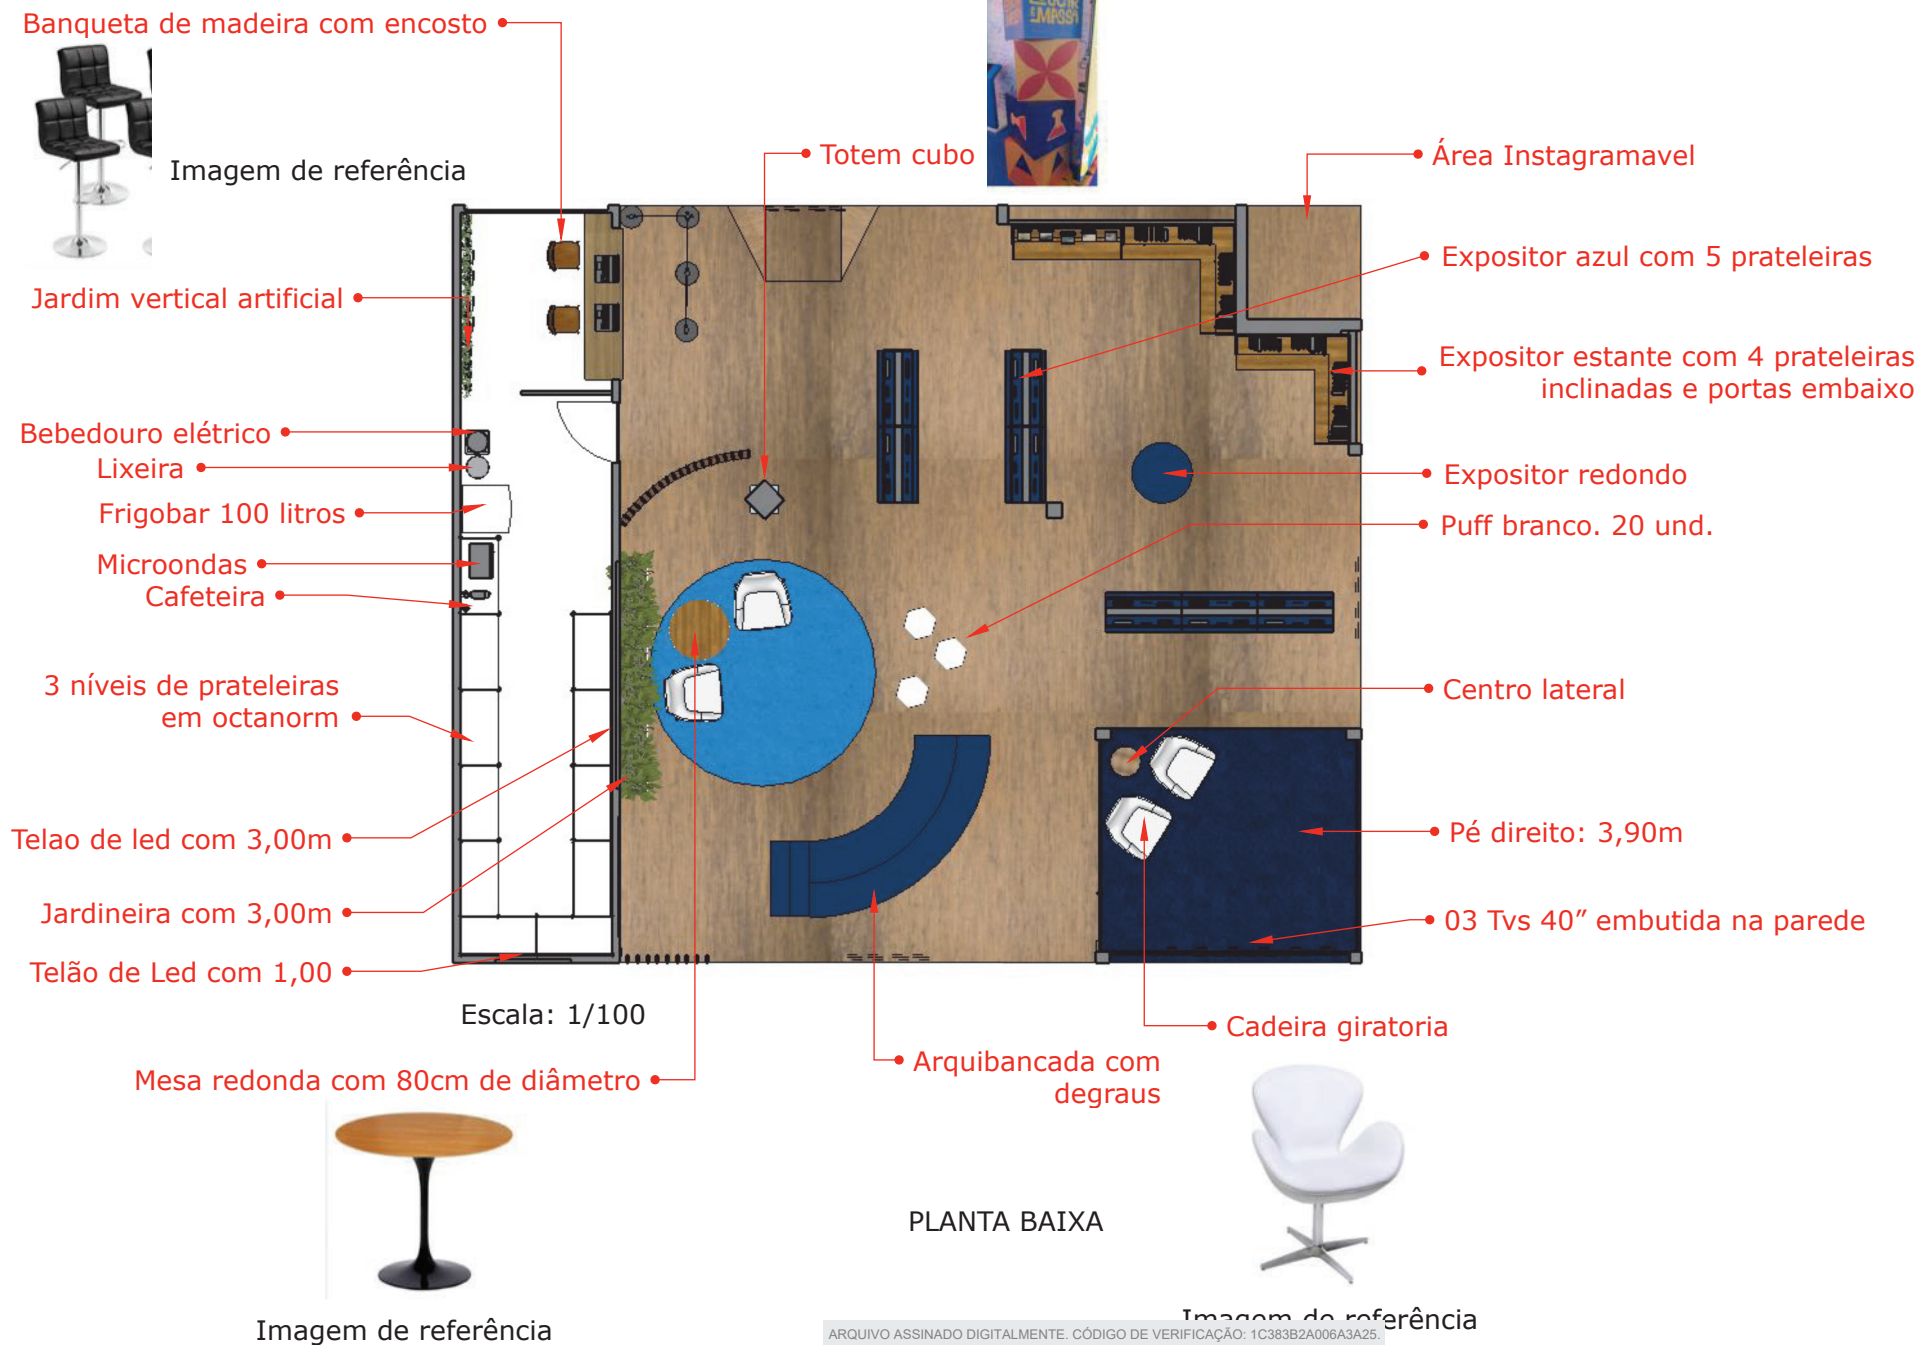 Banqueta de madeira com encosto
Imagem de referência
Totem cubo
Área Instagramavel
Expositor azul com 5 prateleiras
Jardim vertical artificial
Expositor estante com 4 prateleiras
inclinadas e portas embaixo
Bebedouro elétrico
Lixeira
Expositor redondo
Frigobar 100 litros
Puff branco. 20 und.
Microondas
Cafeteira
3 níveis de prateleiras
em octanorm
Centro lateral
Telao de led com 3,00m
Pé direito: 3,90m
Jardineira com 3,00m
03 Tvs 40” embutida na parede
Telão de Led com 1,00
Escala: 1/100
Cadeira giratoria
Arquibancada com
degraus
Mesa redonda com 80cm de diâmetro
PLANTA BAIXA
Imagem de referência
Imagem de referência
ARQUIVO ASSINADO DIGITALMENTE. CÓDIGO DE VERIFICAÇÃO: 1C383B2A006A3A25.